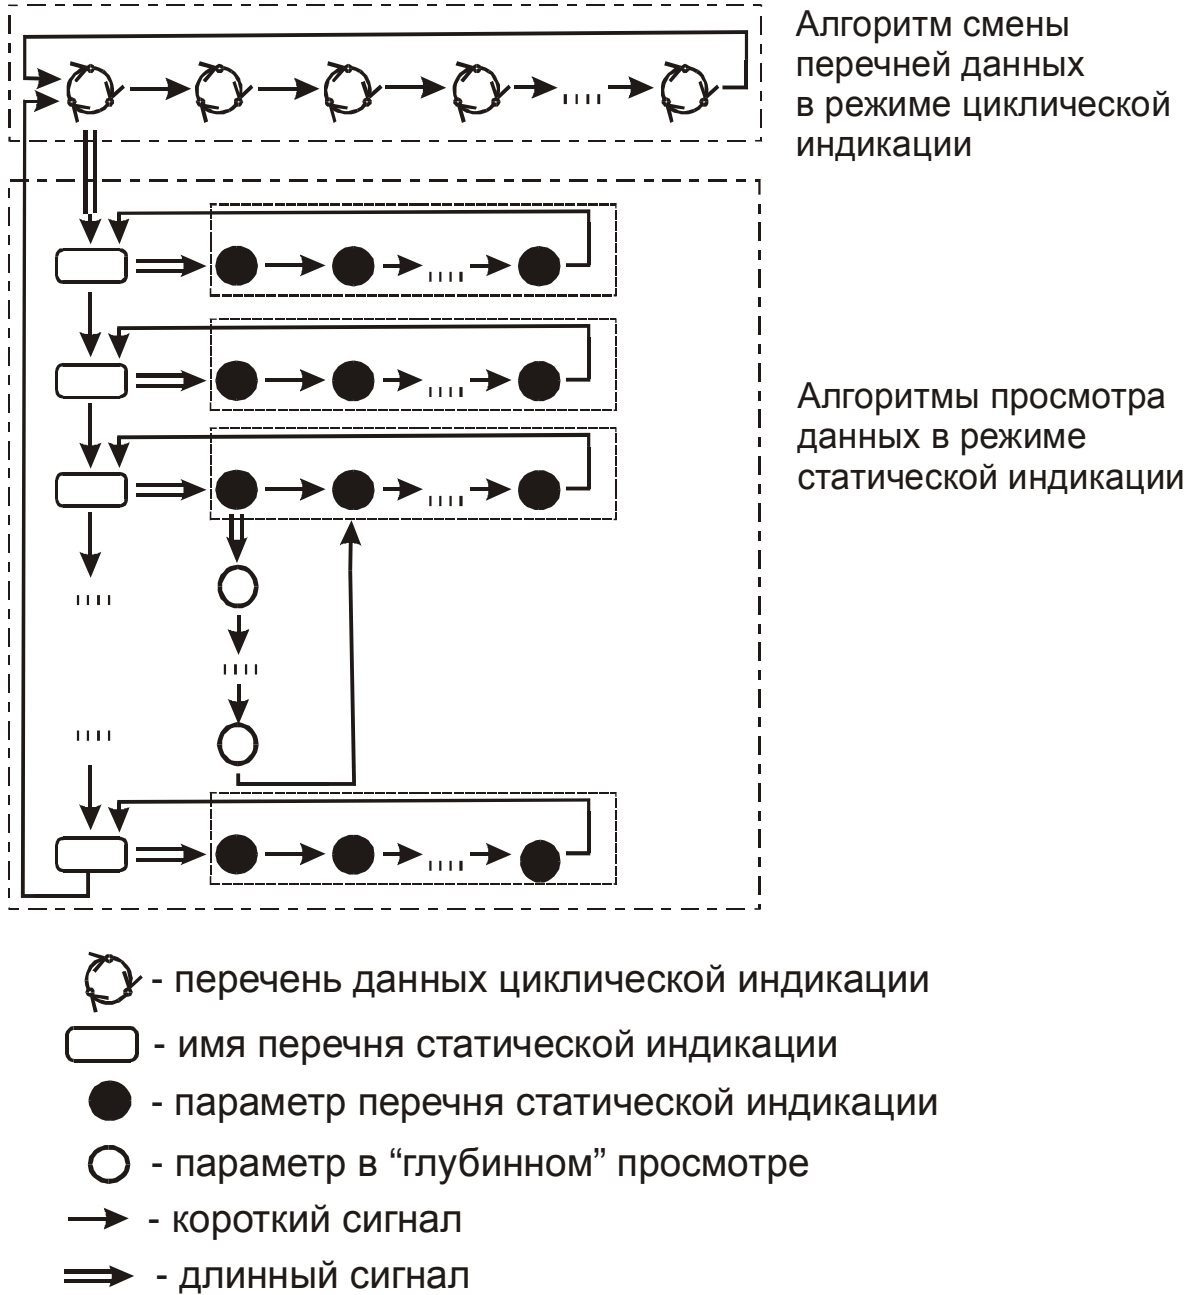 Алгоритм смены
перечней данных
в режиме циклической
индикации
Алгоритмы просмотра
данных в режиме
статической индикации
- перечень данных циклической индикации
- имя перечня статической индикации
- параметр перечня статической индикации
- параметр в “глубинном” просмотре
- короткий сигнал
- длинный сигнал